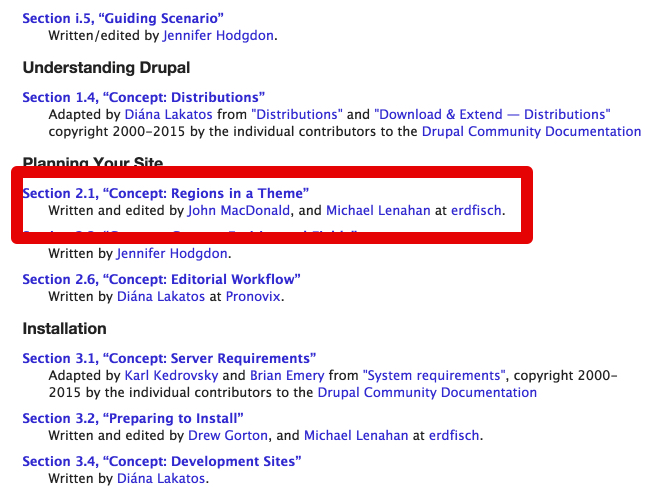 Section i.5, “Guiding Scenario”
Written/edited by Jennifer Hodgdon.
Understanding Drupal
Section 1.4, “Concept: Distributions”
Adapted by Diána Lakatos from "Distributions" and "Download & Extend — Distributions"
copyright 2000-2015 by the individual contributors to the Drupal Community Documentation
Planning Your Site
Section 2.1, “Concept: Regions in a Theme”
Written and edited by John MacDonald, and Michael Lenahan at erdfisch.
Written by Jennifer Hodgdon.
Section 2.6, “Concept: Editorial Workflow”
Written by Diána Lakatos at Pronovix.
Installation
Section 3.1, “Concept: Server Requirements”
Adapted by Karl Kedrovsky and Brian Emery from "System requirements", copyright 2000-
2015 by the individual contributors to the Drupal Community Documentation
Section 3.2, “Preparing to Install”
Written and edited by Drew Gorton, and Michael Lenahan at erdfisch.
Section 3.4, “Concept: Development Sites”
Written by Diána Lakatos.